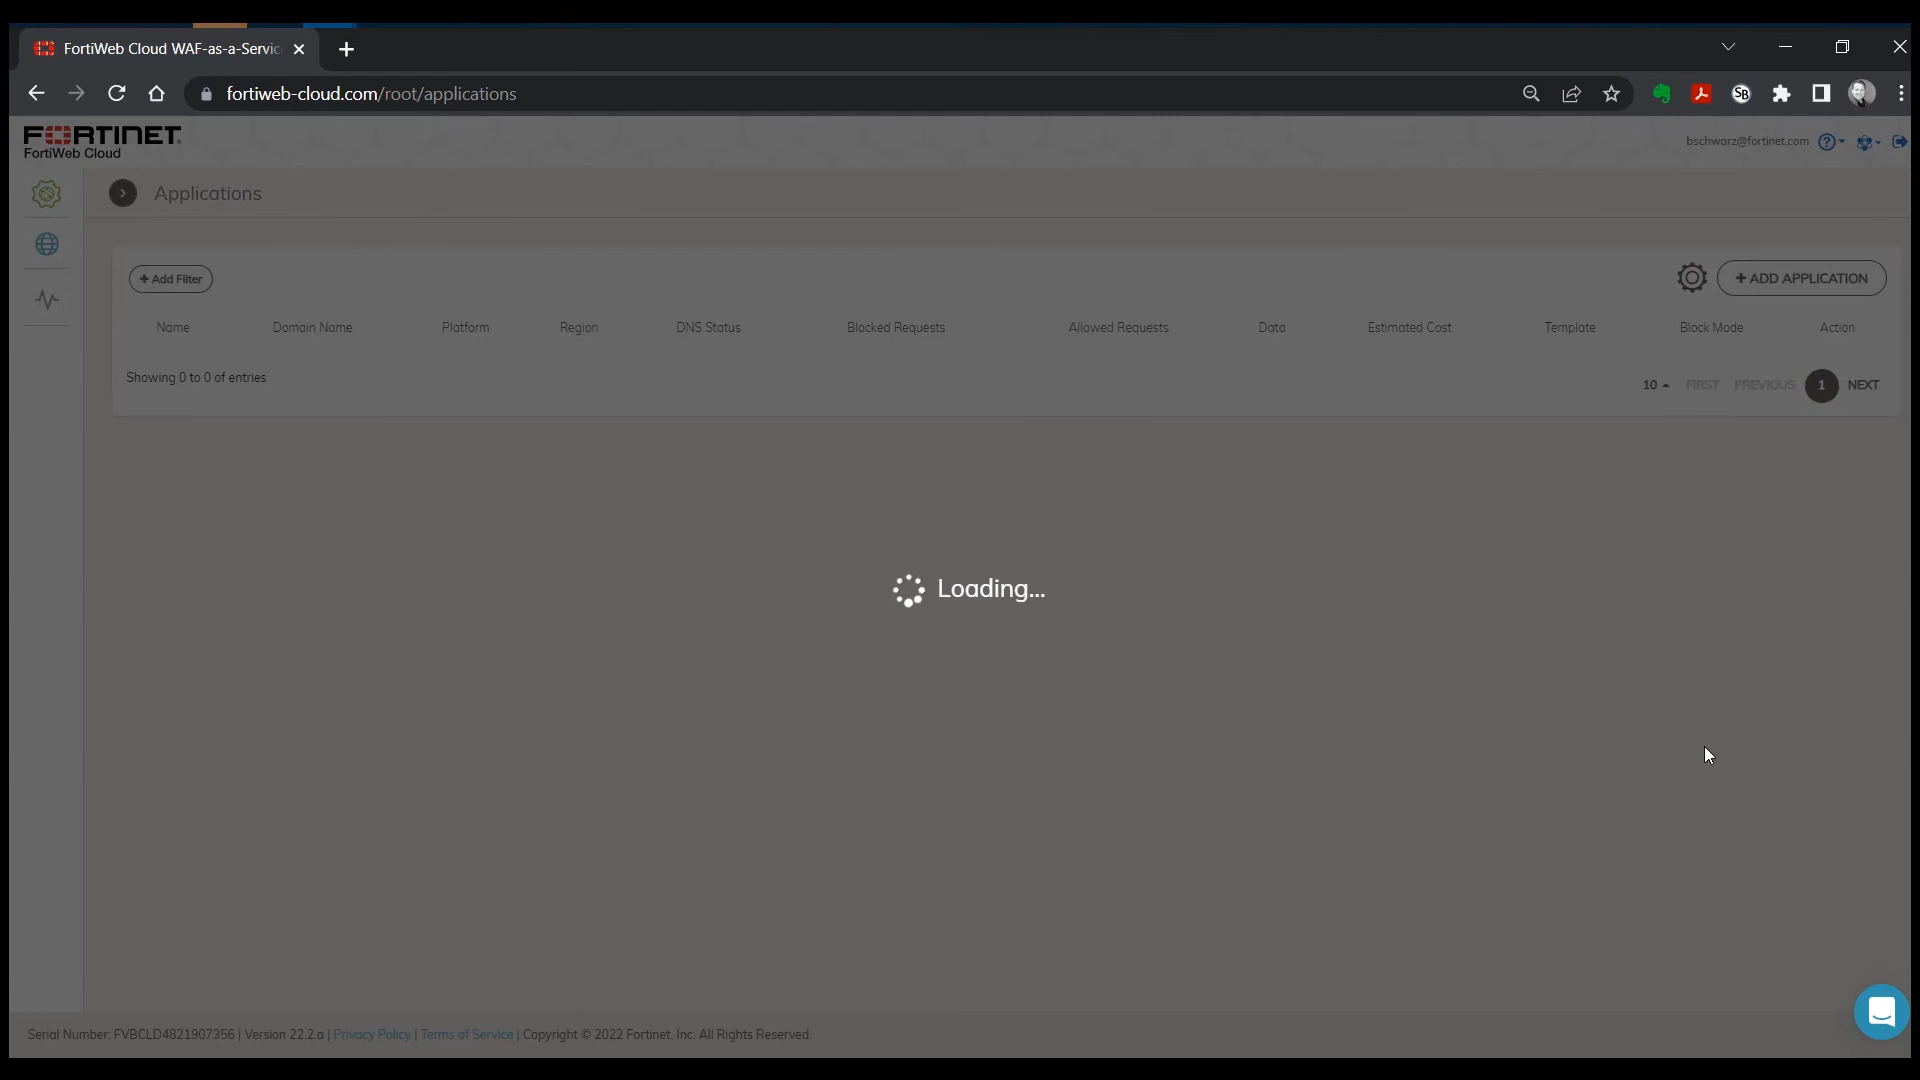 FortiWeb Cloud WAF-as-a-Servic
fortiweb-cloud.com/root/applications
SB
FORTINET
FortiWeb Cloud
bschwarz@fortinet.com
Applications
+ Add Filter
+ ADD APPLICATION
Name Domain Name Platform Region DNS Status Blocked Requests Allowed Requests Data Estimated Cost Template Block Mode Action
Showing 0 to 0 of entries
10 FIRST PREVIOUS 1 NEXT
Loading...
Serial Number: FVBCLD4821907356 | Version 22.2.a | Privacy Policy | Terms of Service | Copyright © 2022 Fortinet, Inc. All Rights Reserved.